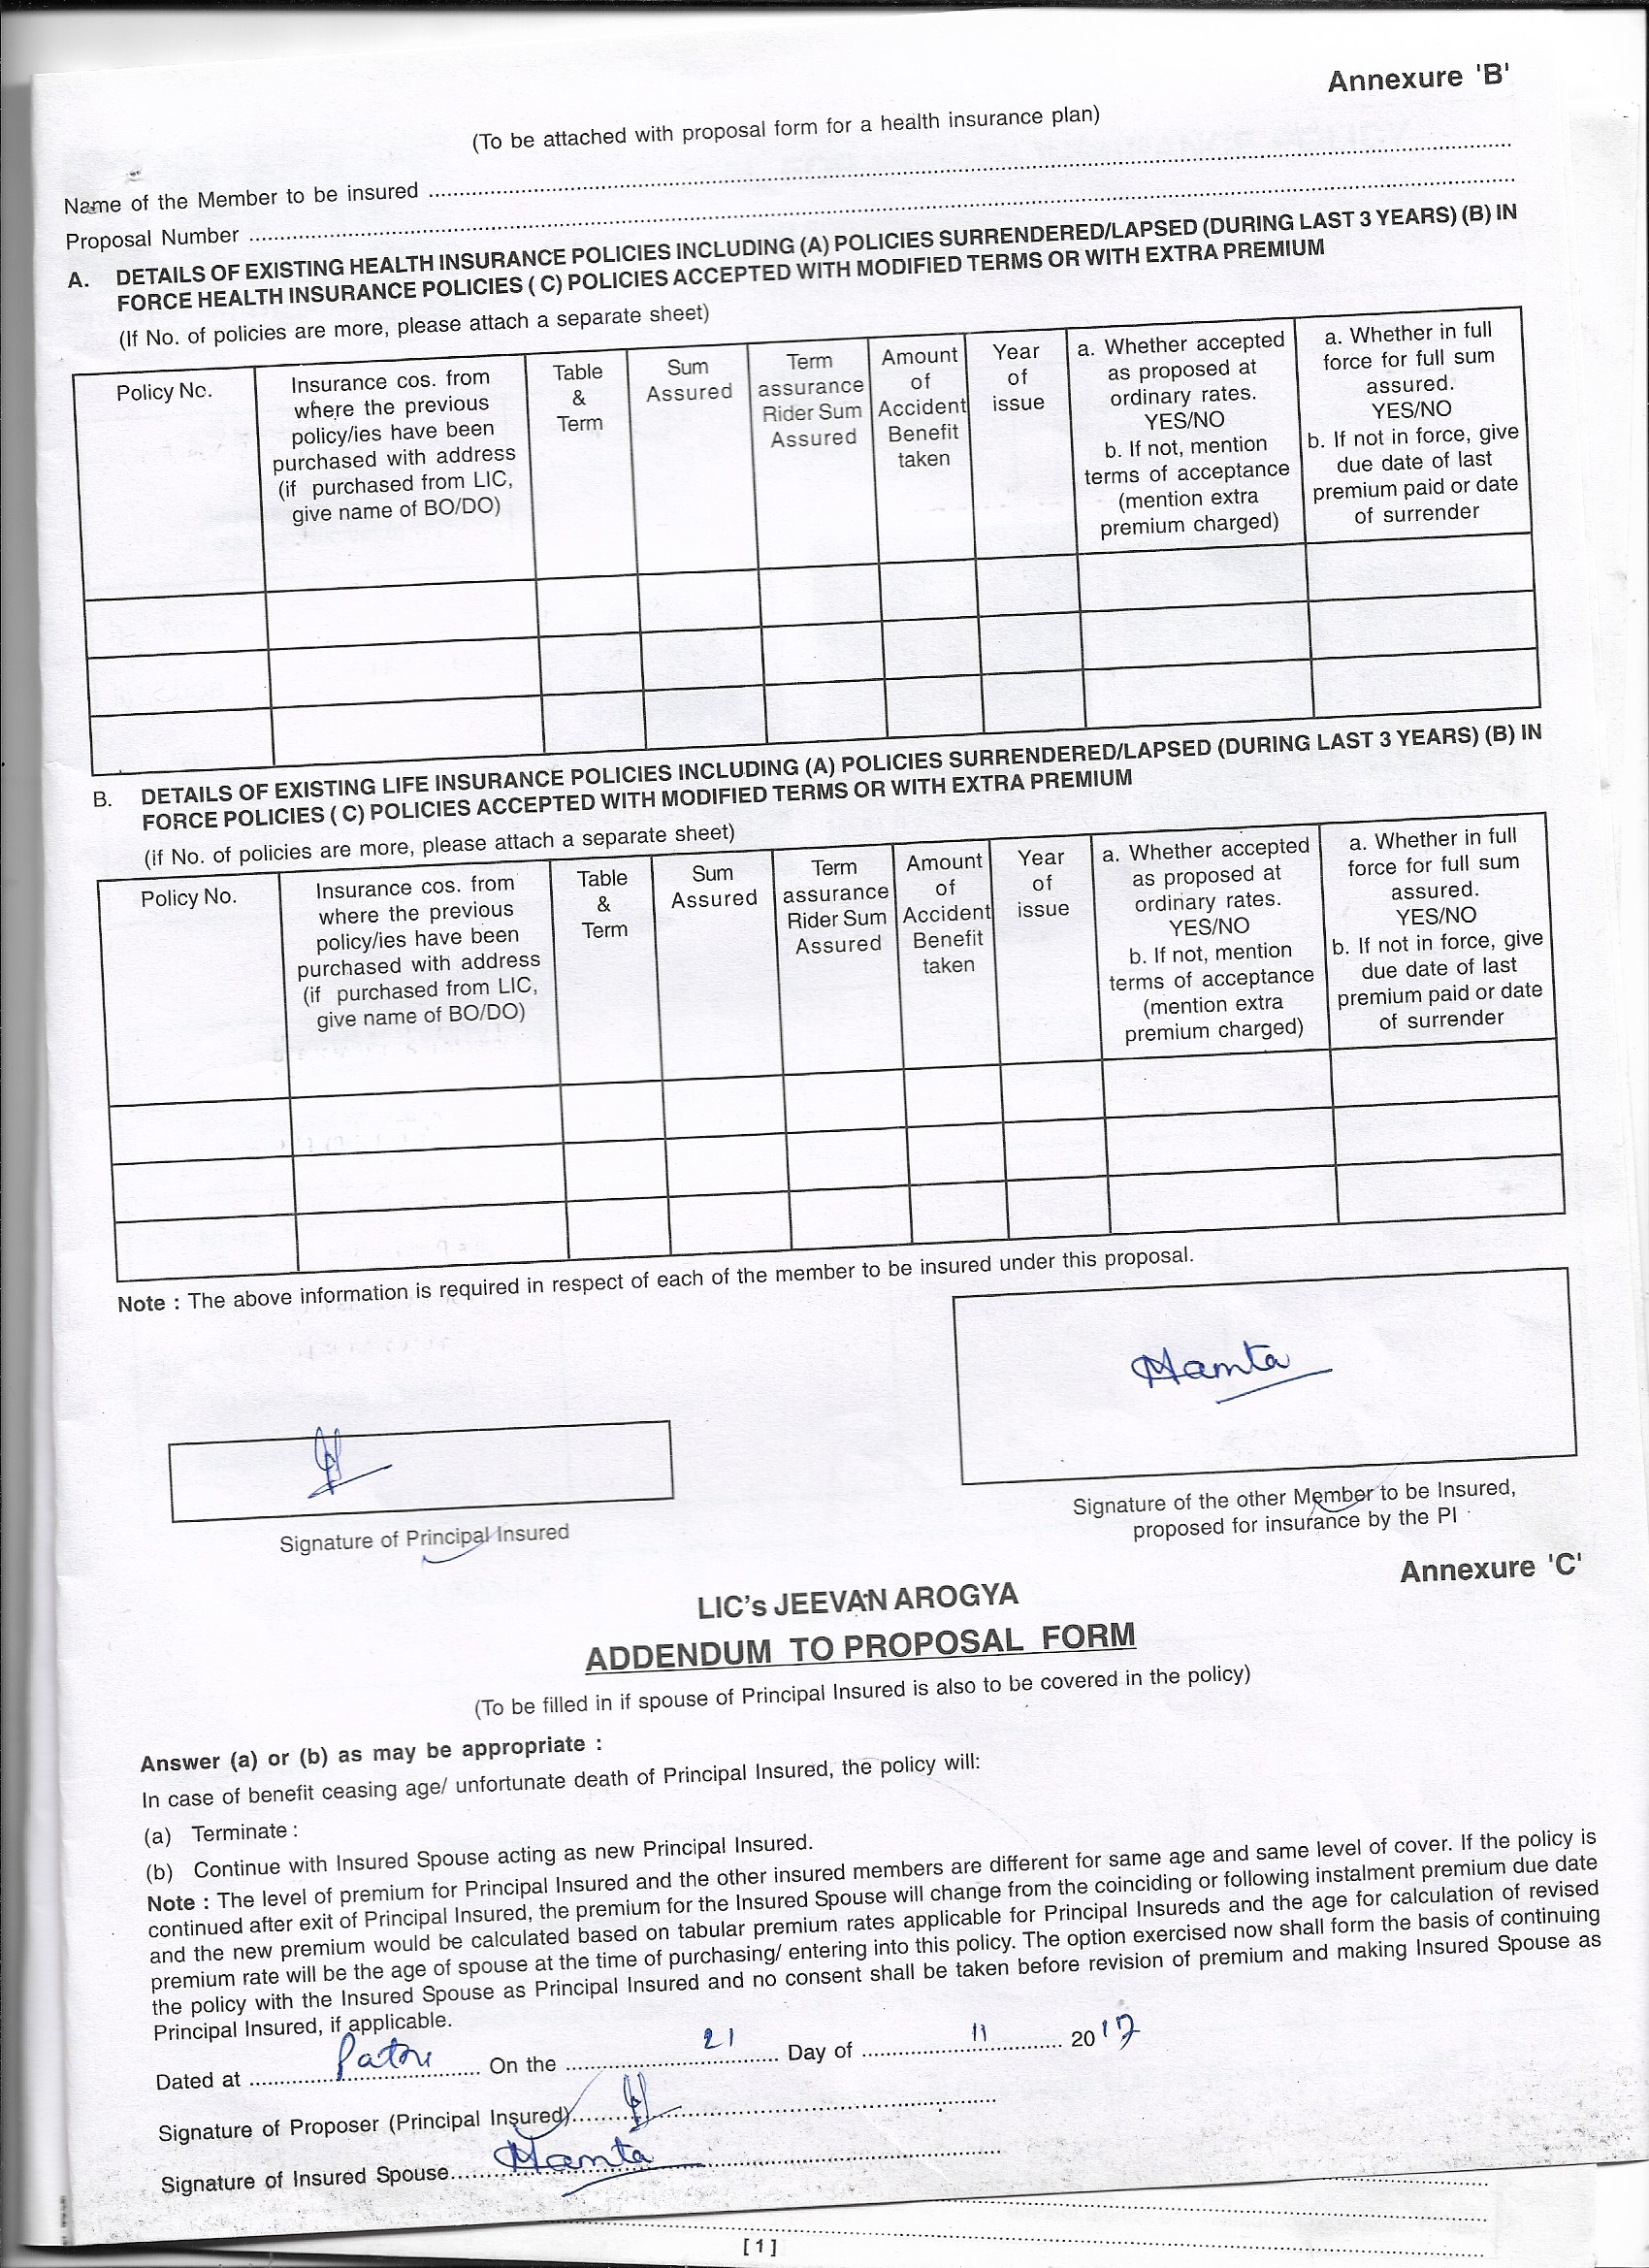 Annexure 'B'
(To be attached with proposal form for a health insurance plan)
Name of the Member to be insured
Proposal Number
A. DETAILS OF EXISTING HEALTH INSURANCE POLICIES INCLUDING (A) POLICIES SURRENDERED/LAPSED (DURING LAST 3 YEARS) (B) IN
FORCE HEALTH INSURANCE POLICIES ( C) POLICIES ACCEPTED WITH MODIFIED TERMS OR WITH EXTRA PREMIUM
(If No. of policies are more, please attach a separate sheet)
Policy No.
Insurance cos. from
where the previous
policy/ies have been
purchased with address
(if purchased from LIC,
give name of BO/DO)
Table
&
Term
Sum
Assured
Term
assurance
Rider Sum
Assured
Amount
of
Accident
Benefit
taken
Year
of
issue
a. Whether accepted
as proposed at
ordinary rates.
YES/NO
b. If not, mention
terms of acceptance
(mention extra
premium charged)
a. Whether in full
force for full sum
assured.
YES/NO
b. If not in force, give
due date of last
premium paid or date
of surrender
B. DETAILS OF EXISTING LIFE INSURANCE POLICIES INCLUDING (A) POLICIES SURRENDERED/LAPSED (DURING LAST 3 YEARS) (B) IN
FORCE POLICIES ( C) POLICIES ACCEPTED WITH MODIFIED TERMS OR WITH EXTRA PREMIUM
(if No. of policies are more, please attach a separate sheet)
Policy No.
Insurance cos. from
where the previous
policy/ies have been
purchased with address
(if purchased from LIC,
give name of BO/DO)
Table
&
Term
Sum
Assured
Term
assurance
Rider Sum
Assured
Amount
of
Accident
Benefit
taken
Year
of
issue
a. Whether accepted
as proposed at
ordinary rates.
YES/NO
b. If not, mention
terms of acceptance
(mention extra
premium charged)
a. Whether in full
force for full sum
assured.
YES/NO
b. If not in force, give
due date of last
premium paid or date
of surrender
Note : The above information is required in respect of each of the member to be insured under this proposal.
Mamta
Signature of Principal Insured
Signature of the other Member to be Insured,
proposed for insurance by the PI
Annexure 'C'
LIC's JEEVAN AROGYA
ADDENDUM TO PROPOSAL FORM
(To be filled in if spouse of Principal Insured is also to be covered in the policy)
Answer (a) or (b) as may be appropriate :
In case of benefit ceasing age/ unfortunate death of Principal Insured, the policy will:
(a) Terminate :
(b) Continue with Insured Spouse acting as new Principal Insured.
Note : The level of premium for Principal Insured and the other insured members are different for same age and same level of cover. If the policy is
continued after exit of Principal Insured, the premium for the Insured Spouse will change from the coinciding or following instalment premium due date
and the new premium would be calculated based on tabular premium rates applicable for Principal Insureds and the age for calculation of revised
premium rate will be the age of spouse at the time of purchasing/ entering into this policy. The option exercised now shall form the basis of continuing
the policy with the Insured Spouse as Principal Insured and no consent shall be taken before revision of premium and making Insured Spouse as
Principal Insured, if applicable.
Dated at On the 21 Day of 11 2017
Signature of Proposer (Principal Insured)
Signature of Insured Spouse Mamta
[ 1 ]